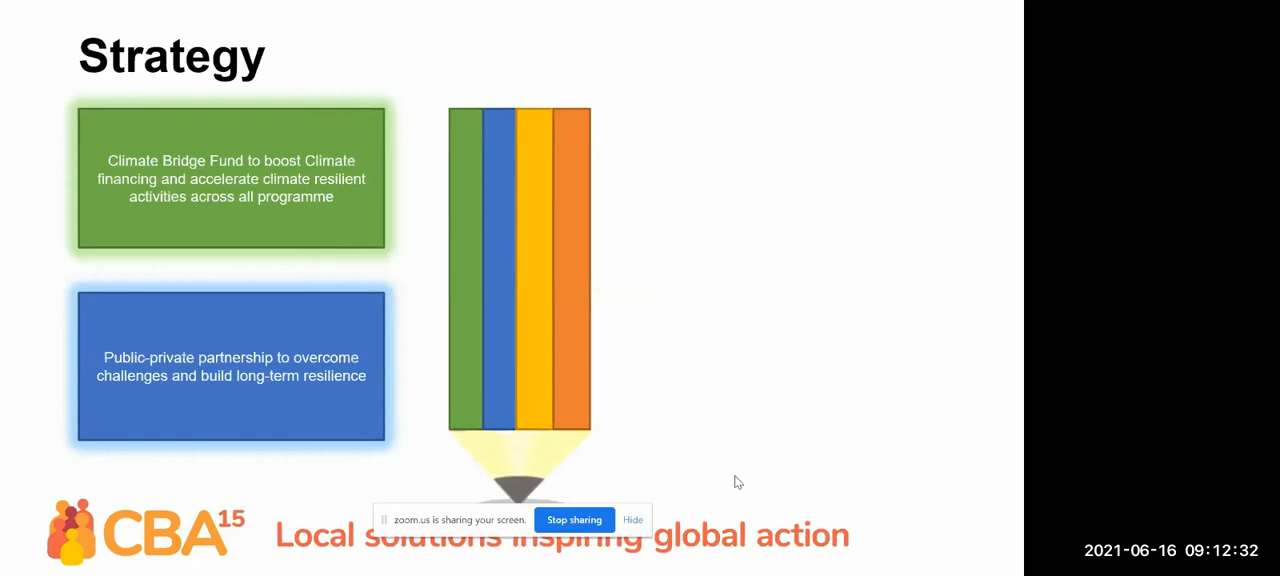 Strategy
Climate Bridge Fund to boost Climate
financing and accelerate climate resilient
activities across all programme
Public-private partnership to overcome
challenges and build long-term resilience
zoom.us is sharing your screen. Stop sharing Hide
CBA15 Local solutions inspiring global action
2021-06-16 09:12:32